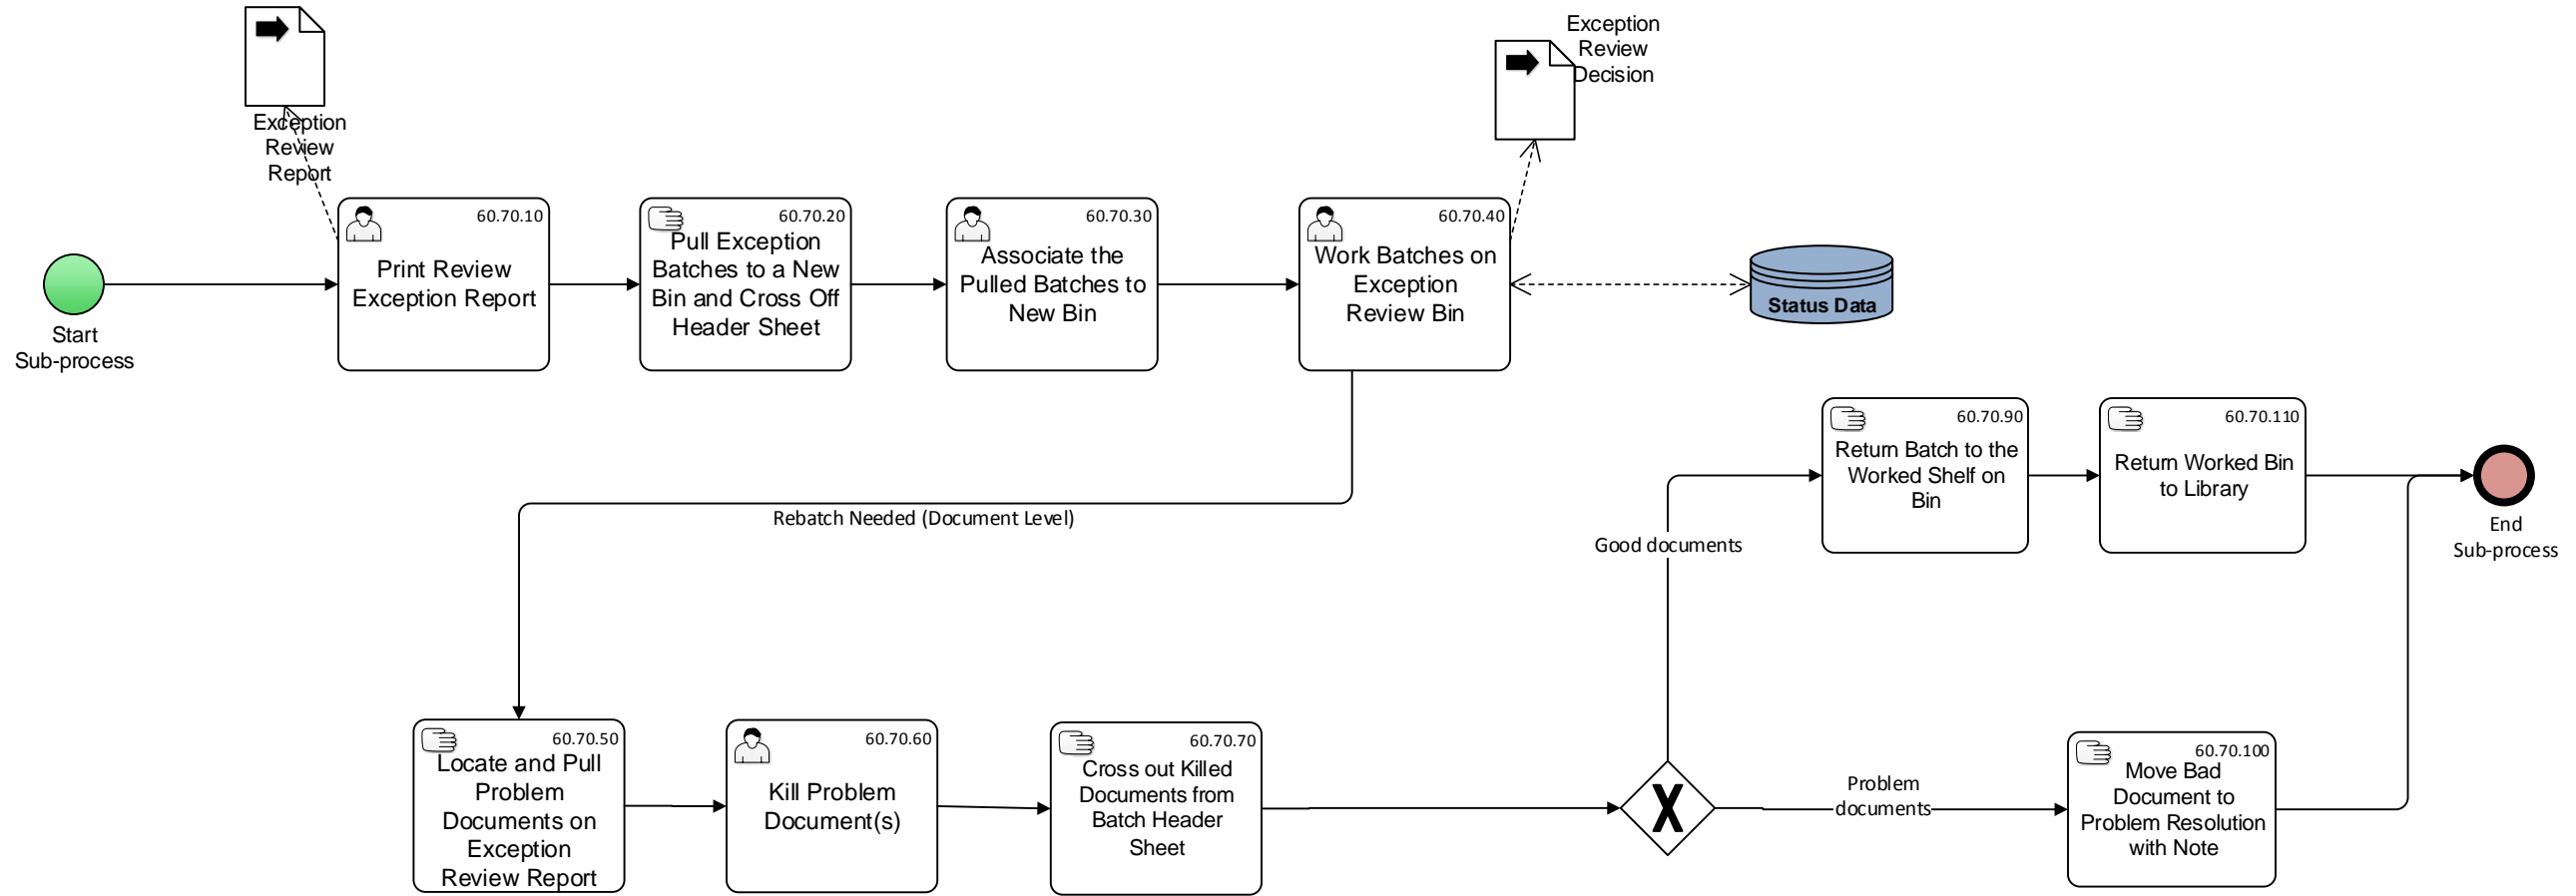 Exception
Review
Decision
Exception
Review
Report
60.70.10
Print Review
Exception Report
60.70.20
Pull Exception
Batches to a New
Bin and Cross Off
Header Sheet
60.70.30
Associate the
Pulled Batches to
New Bin
60.70.40
Work Batches on
Exception
Review Bin
Status Data
Start
Sub-process
Rebatch Needed (Document Level)
60.70.90
Return Batch to the
Worked Shelf on
Bin
60.70.110
Return Worked Bin
to Library
End
Sub-process
Good documents
60.70.50
Locate and Pull
Problem
Documents on
Exception
Review Report
60.70.60
Kill Problem
Document(s)
60.70.70
Cross out Killed
Documents from
Batch Header
Sheet
X
Problem
documents
60.70.100
Move Bad
Document to
Problem Resolution
with Note